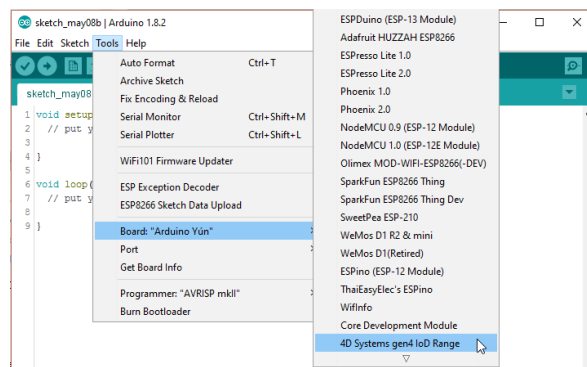 sketch_may08b | Arduino 1.8.2
File Edit Sketch Tools Help
sketch_may08
1 void setup
2 // put y
3
4 }
5
6 void loop(
7 // put y
8
9 }
Auto Format Ctrl+T
Archive Sketch
Fix Encoding & Reload
Serial Monitor Ctrl+Shift+M
Serial Plotter Ctrl+Shift+L
WiFi101 Firmware Updater
ESP Exception Decoder
ESP8266 Sketch Data Upload
Board: "Arduino Yún"
Port
Get Board Info
Programmer: "AVRISP mkII"
Burn Bootloader
ESPDuino (ESP-13 Module)
Adafruit HUZZAH ESP8266
ESPresso Lite 1.0
ESPresso Lite 2.0
Phoenix 1.0
Phoenix 2.0
NodeMCU 0.9 (ESP-12 Module)
NodeMCU 1.0 (ESP-12E Module)
Olimex MOD-WIFI-ESP8266(-DEV)
SparkFun ESP8266 Thing
SparkFun ESP8266 Thing Dev
SweetPea ESP-210
WeMos D1 R2 & mini
WeMos D1(Retired)
ESPino (ESP-12 Module)
ThaiEasyElec's ESPino
WifInfo
Core Development Module
4D Systems gen4 IoD Range